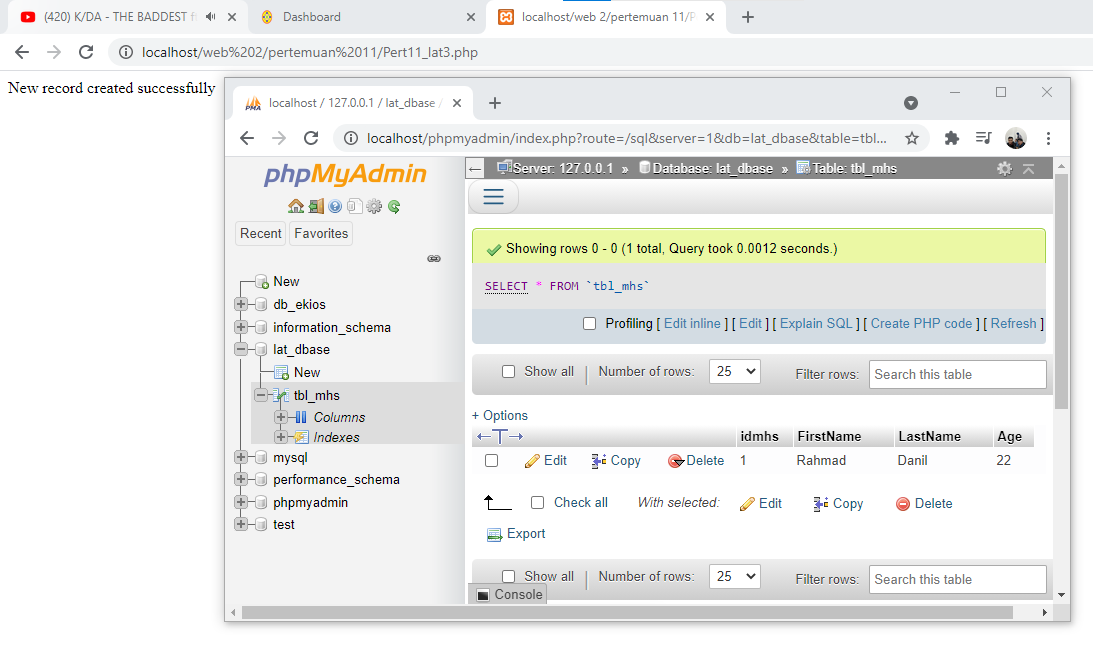 (420) K/DA - THE BADDEST f
Dashboard
localhost/web 2/pertemuan 11/P
localhost/web%202/pertemuan%2011/Pert11_lat3.php
New record created successfully
PMA
localhost / 127.0.0.1 / lat_dbase /
localhost/phpmyadmin/index.php?route=/sql&server=1&db=lat_dbase&table=tbl...
phpMyAdmin
Recent
Favorites
New
db_ekios
information_schema
lat_dbase
New
tbl_mhs
Columns
Indexes
mysql
performance_schema
phpmyadmin
test
Server: 127.0.0.1 » Database: lat_dbase » Table: tbl_mhs
Showing rows 0 - 0 (1 total, Query took 0.0012 seconds.)
SELECT * FROM `tbl_mhs`
Profiling [ Edit inline ] [ Edit ] [ Explain SQL ] [ Create PHP code ] [ Refresh ]
Show all | Number of rows: 25 Filter rows: Search this table
+ Options
←T→ idmhs FirstName LastName Age
Edit Copy Delete 1 Rahmad Danil 22
Check all With selected: Edit Copy Delete
Export
Show all | Number of rows: 25 Filter rows: Search this table
Console